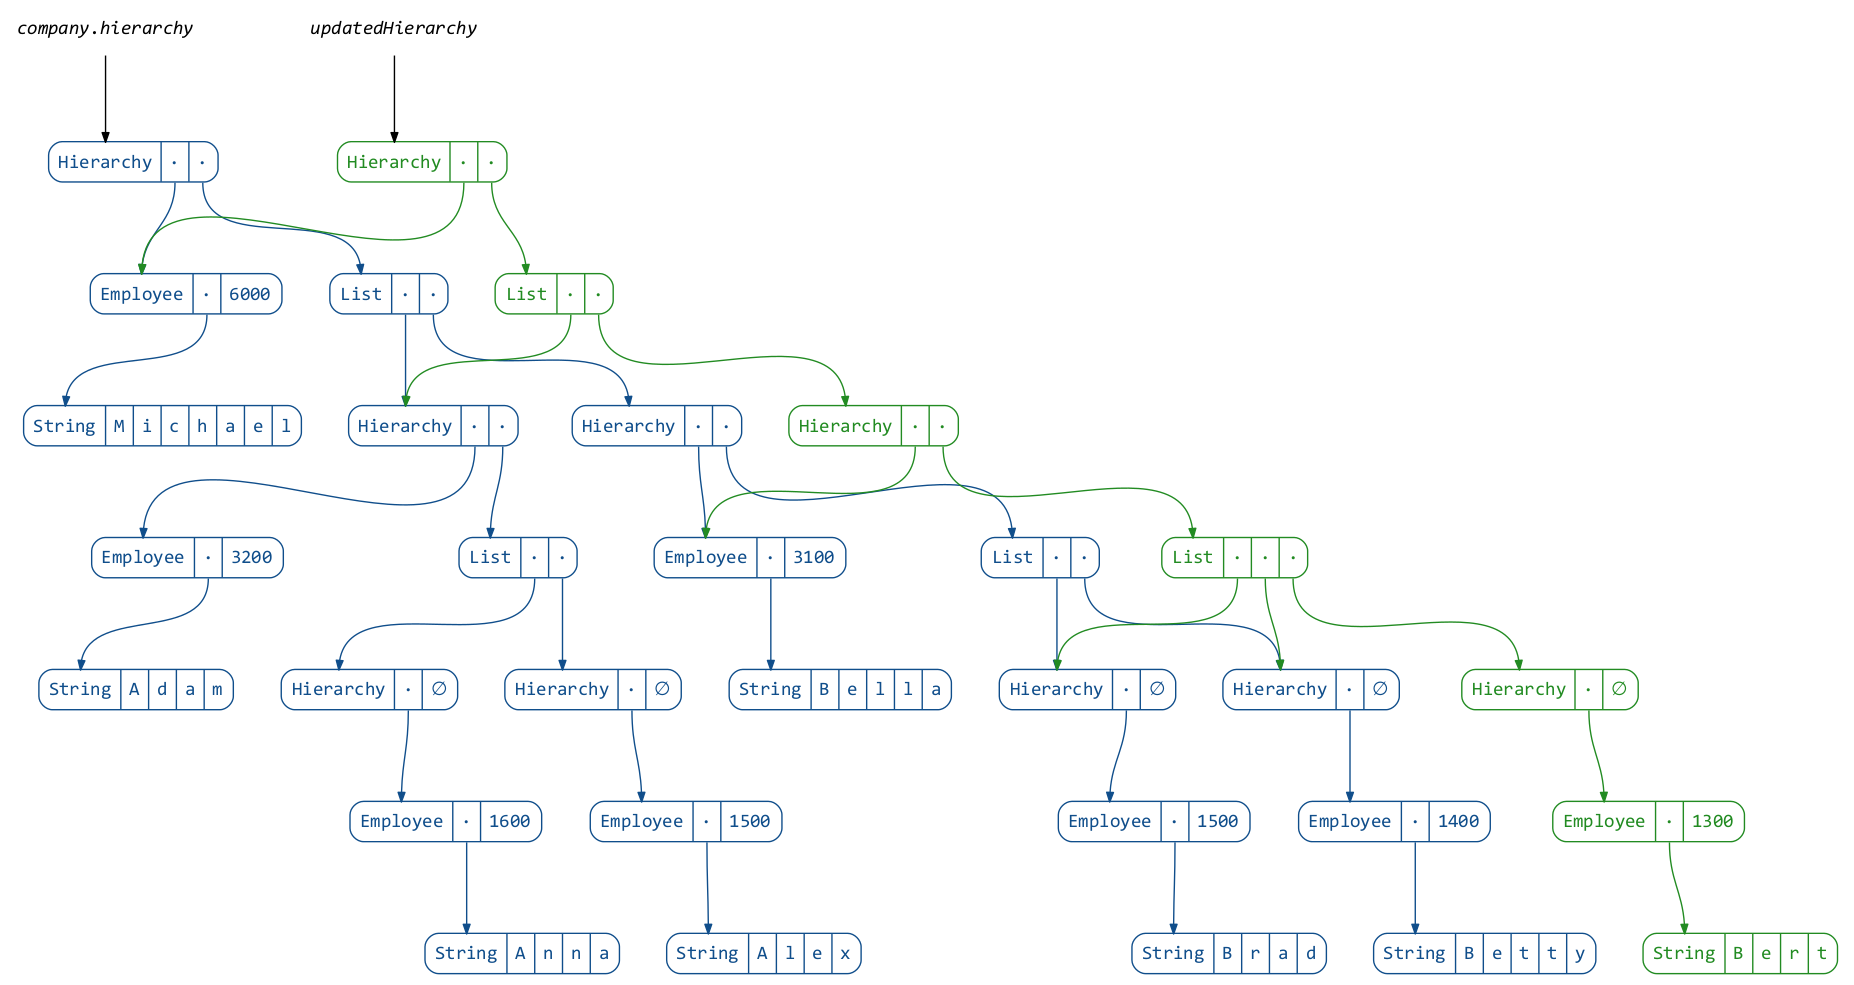 company.hierarchy updatedHierarchy
Hierarchy · · Hierarchy · ·
Employee · 6000 List · · List · ·
String M i c h a e l Hierarchy · · Hierarchy · · Hierarchy · ·
Employee · 3200 List · · Employee · 3100 List · · List · · ·
String A d a m Hierarchy · ∅ Hierarchy · ∅ String B e l l a Hierarchy · ∅ Hierarchy · ∅ Hierarchy · ∅
Employee · 1600 Employee · 1500 Employee · 1500 Employee · 1400 Employee · 1300
String A n n a String A l e x String B r a d String B e t t y String B e r t